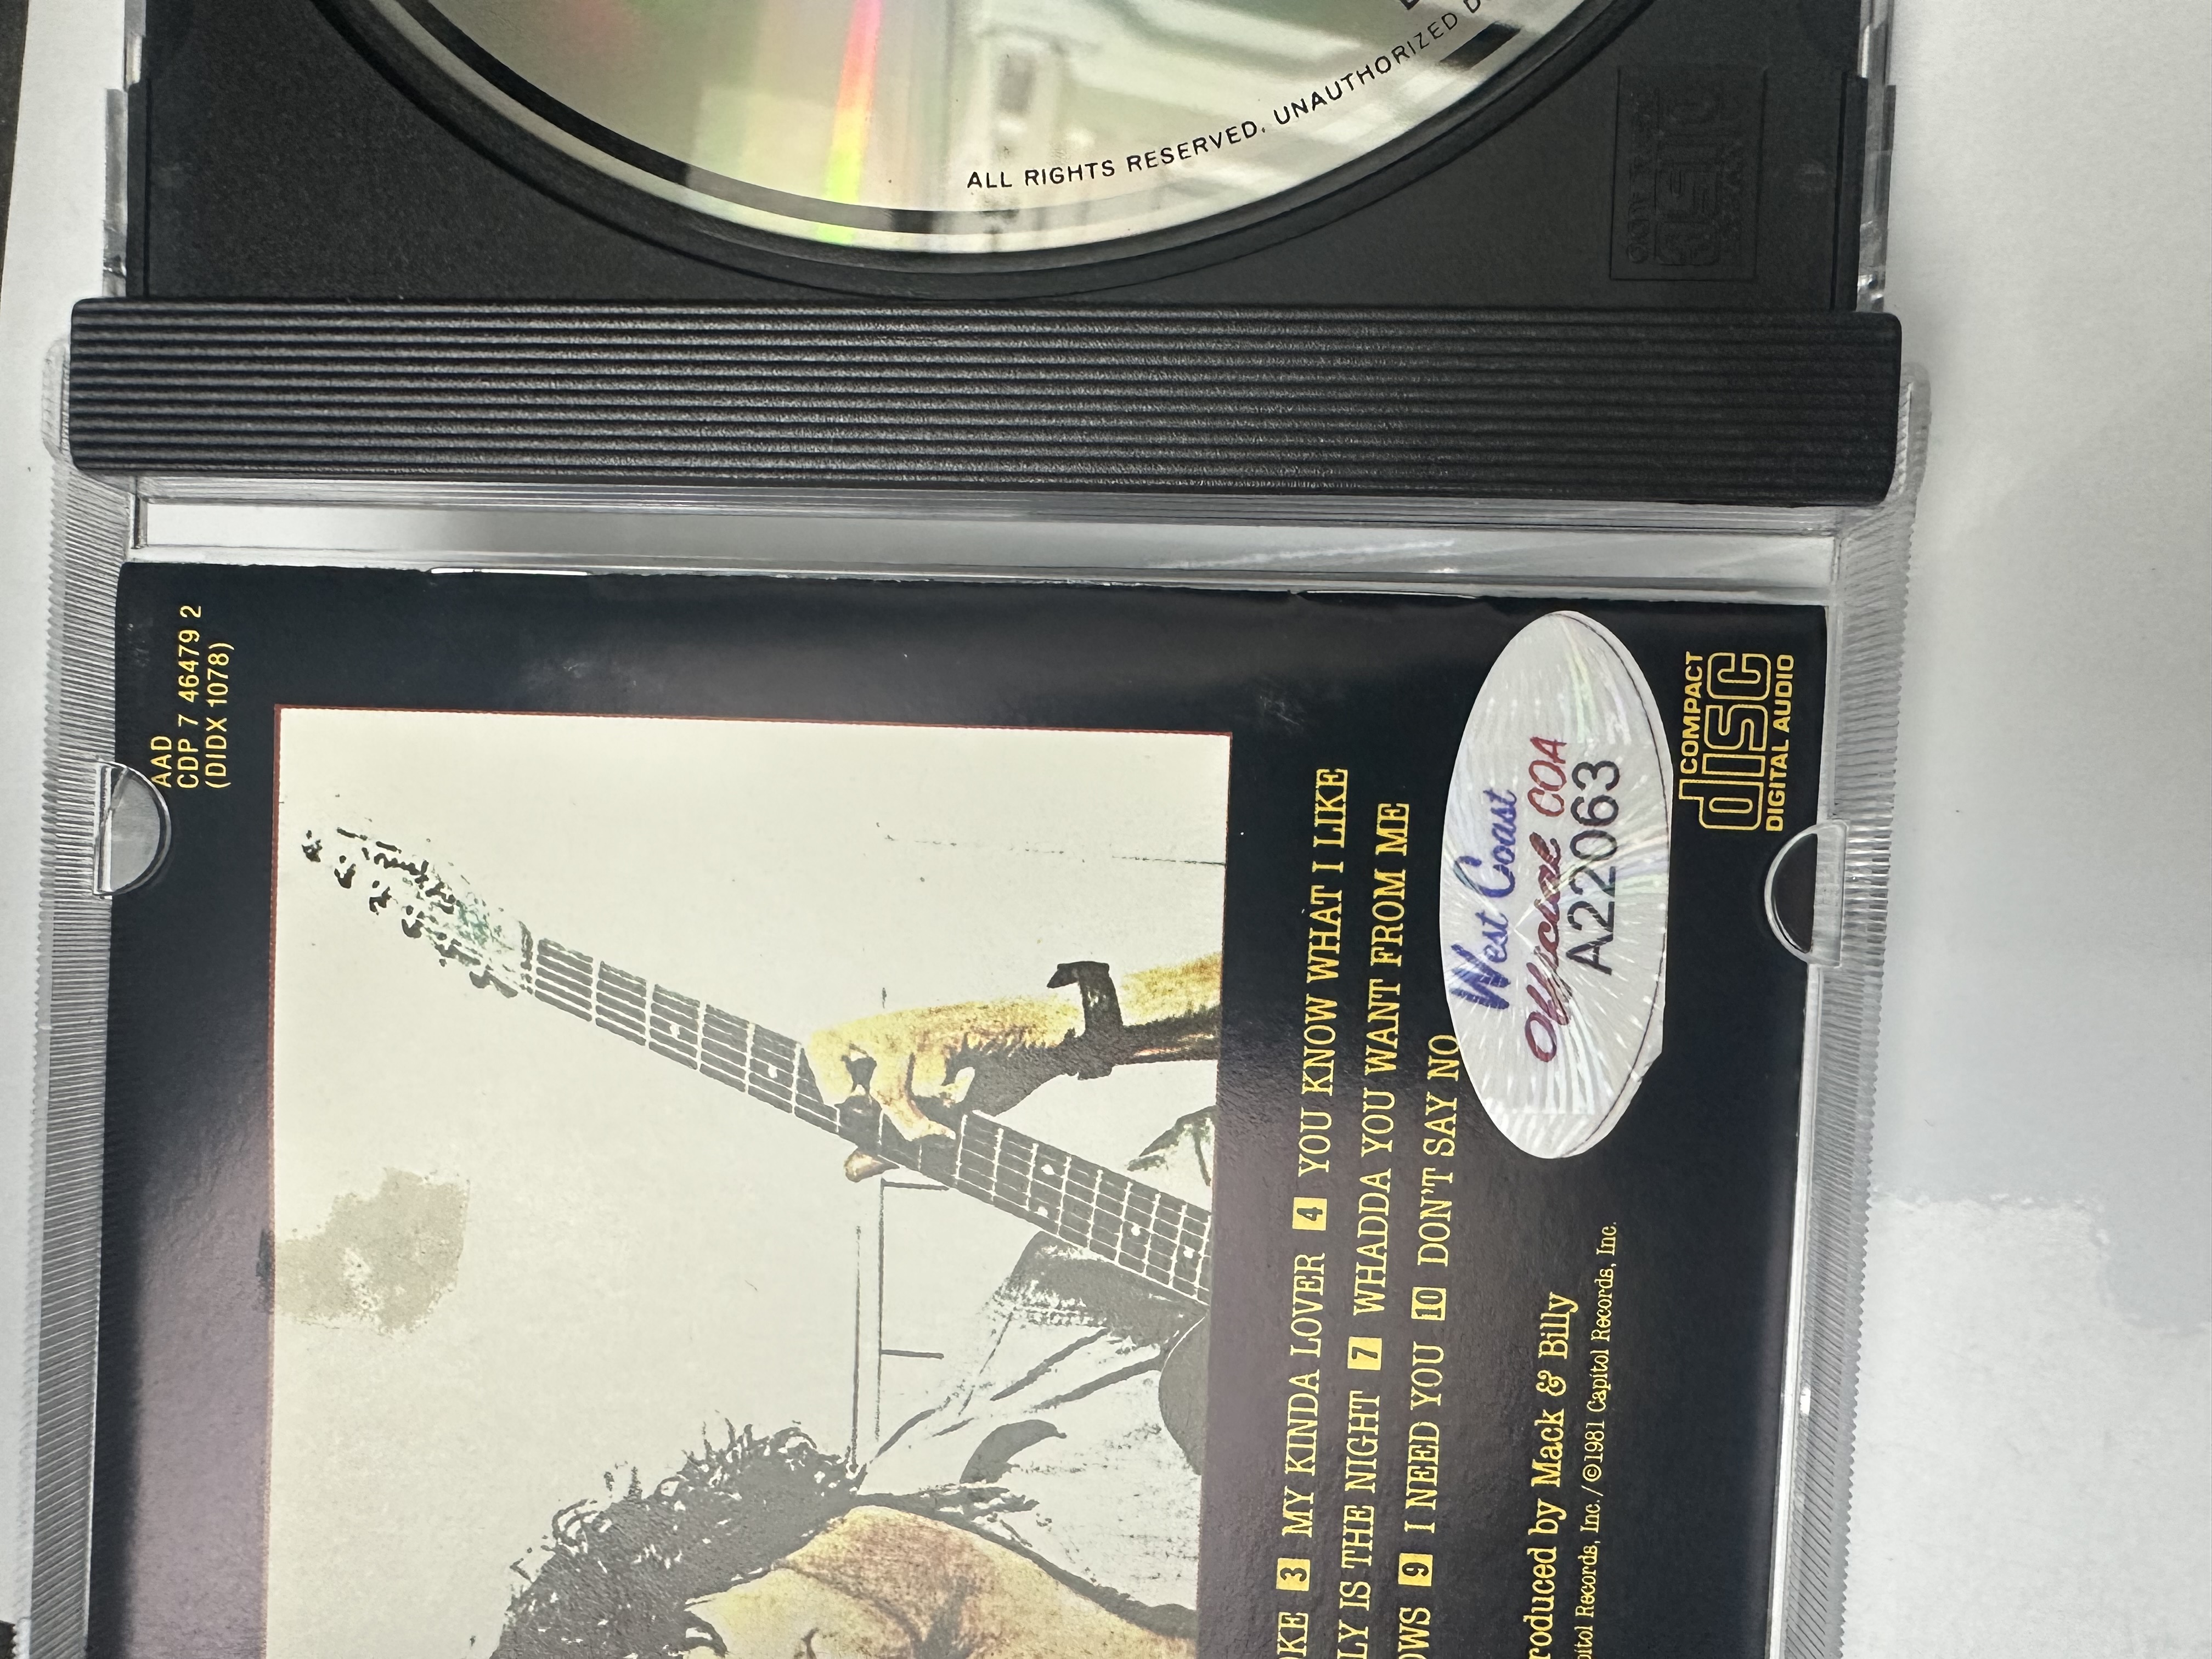 ALL RIGHTS RESERVED. UNAUTHORIZED
AAD
CDP 7 46479 2
(DIDX 1078)
3 MY KINDA LOVER 4 YOU KNOW WHAT I LIKE
IS THE NIGHT 7 WHADDA YOU WANT FROM ME
9 I NEED YOU 10 DON'T SAY NO
West Coast
Official COA
A22063
COMPACT
disc
DIGITAL AUDIO
by Mack & Billy
Records, Inc./©1981 Capitol Records, Inc.